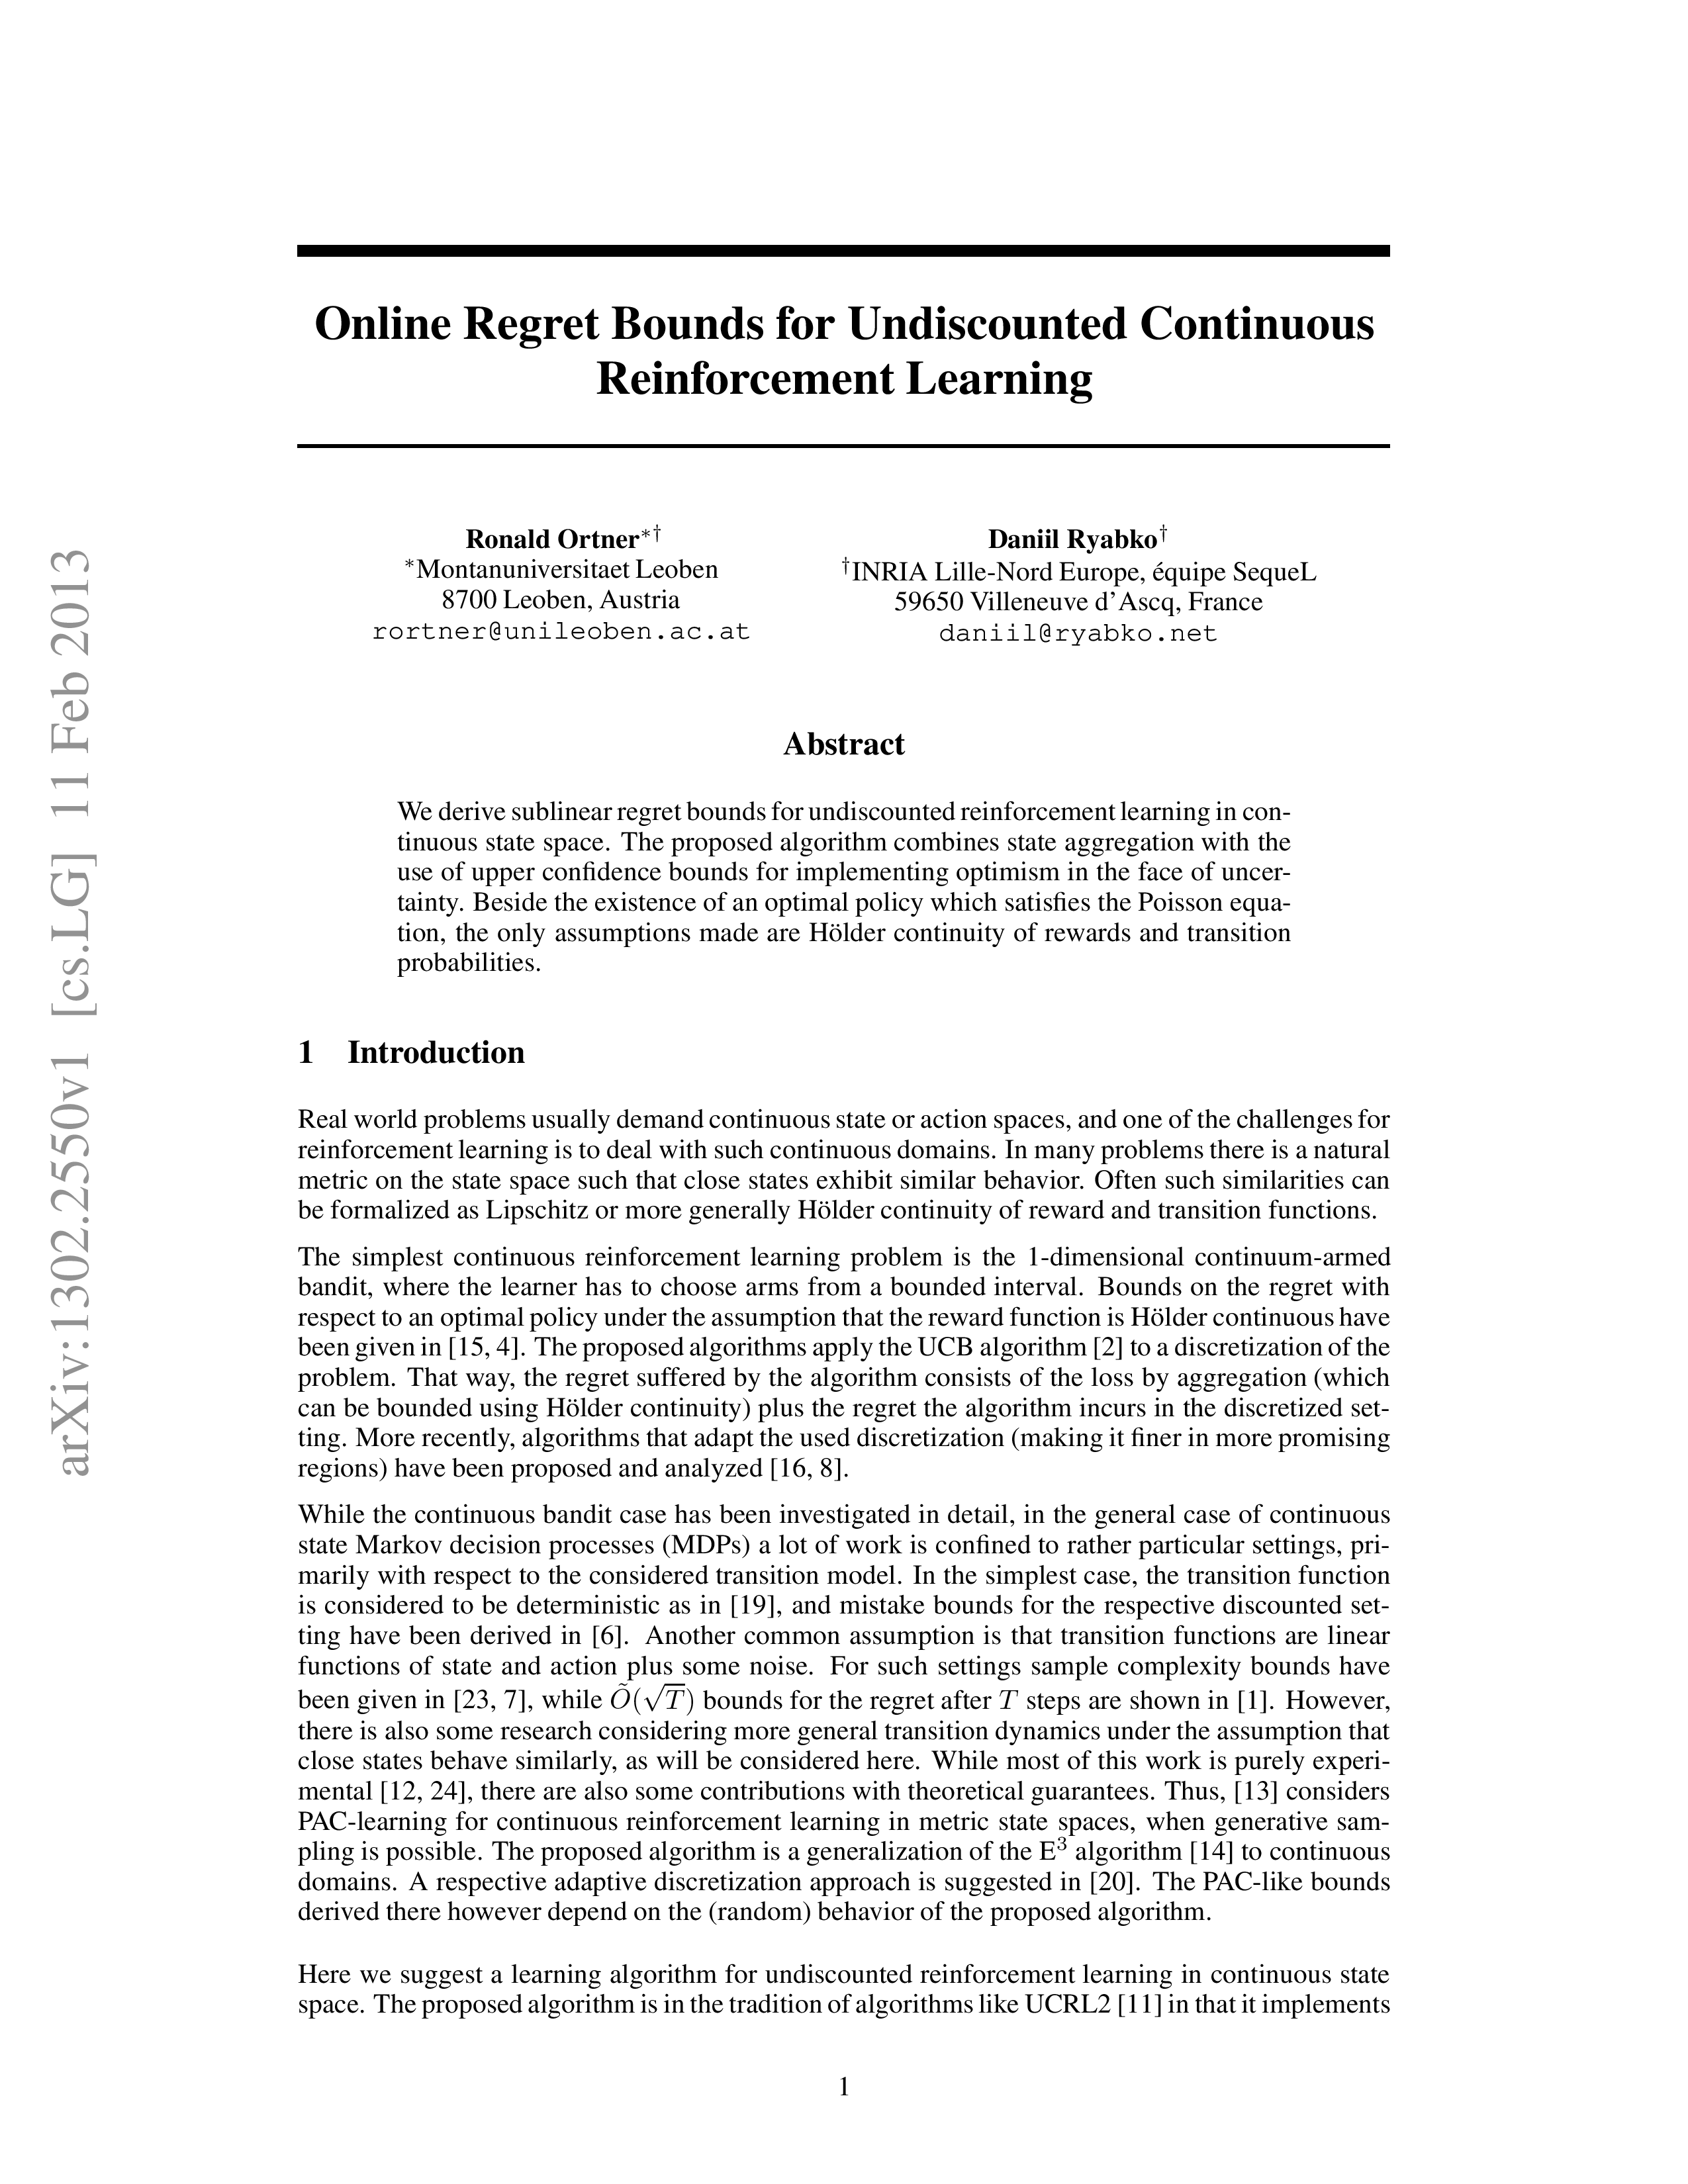 arXiv:1302.2550v1 [cs.LG] 11 Feb 2013
Online Regret Bounds for Undiscounted Continuous
Reinforcement Learning
Ronald Ortner∗†
∗Montanuniversitaet Leoben
8700 Leoben, Austria
rortner@unileoben.ac.at
Daniil Ryabko†
†INRIA Lille-Nord Europe, équipe SequeL
59650 Villeneuve d'Ascq, France
daniil@ryabko.net
Abstract
We derive sublinear regret bounds for undiscounted reinforcement learning in con-
tinuous state space. The proposed algorithm combines state aggregation with the
use of upper confidence bounds for implementing optimism in the face of uncer-
tainty. Beside the existence of an optimal policy which satisfies the Poisson equa-
tion, the only assumptions made are Hölder continuity of rewards and transition
probabilities.
1 Introduction
Real world problems usually demand continuous state or action spaces, and one of the challenges for
reinforcement learning is to deal with such continuous domains. In many problems there is a natural
metric on the state space such that close states exhibit similar behavior. Often such similarities can
be formalized as Lipschitz or more generally Hölder continuity of reward and transition functions.
The simplest continuous reinforcement learning problem is the 1-dimensional continuum-armed
bandit, where the learner has to choose arms from a bounded interval. Bounds on the regret with
respect to an optimal policy under the assumption that the reward function is Hölder continuous have
been given in [15, 4]. The proposed algorithms apply the UCB algorithm [2] to a discretization of the
problem. That way, the regret suffered by the algorithm consists of the loss by aggregation (which
can be bounded using Hölder continuity) plus the regret the algorithm incurs in the discretized set-
ting. More recently, algorithms that adapt the used discretization (making it finer in more promising
regions) have been proposed and analyzed [16, 8].
While the continuous bandit case has been investigated in detail, in the general case of continuous
state Markov decision processes (MDPs) a lot of work is confined to rather particular settings, pri-
marily with respect to the considered transition model. In the simplest case, the transition function
is considered to be deterministic as in [19], and mistake bounds for the respective discounted set-
ting have been derived in [6]. Another common assumption is that transition functions are linear
functions of state and action plus some noise. For such settings sample complexity bounds have
been given in [23, 7], while Õ(√T) bounds for the regret after T steps are shown in [1]. However,
there is also some research considering more general transition dynamics under the assumption that
close states behave similarly, as will be considered here. While most of this work is purely experi-
mental [12, 24], there are also some contributions with theoretical guarantees. Thus, [13] considers
PAC-learning for continuous reinforcement learning in metric state spaces, when generative sam-
pling is possible. The proposed algorithm is a generalization of the E³ algorithm [14] to continuous
domains. A respective adaptive discretization approach is suggested in [20]. The PAC-like bounds
derived there however depend on the (random) behavior of the proposed algorithm.
Here we suggest a learning algorithm for undiscounted reinforcement learning in continuous state
space. The proposed algorithm is in the tradition of algorithms like UCRL2 [11] in that it implements
1